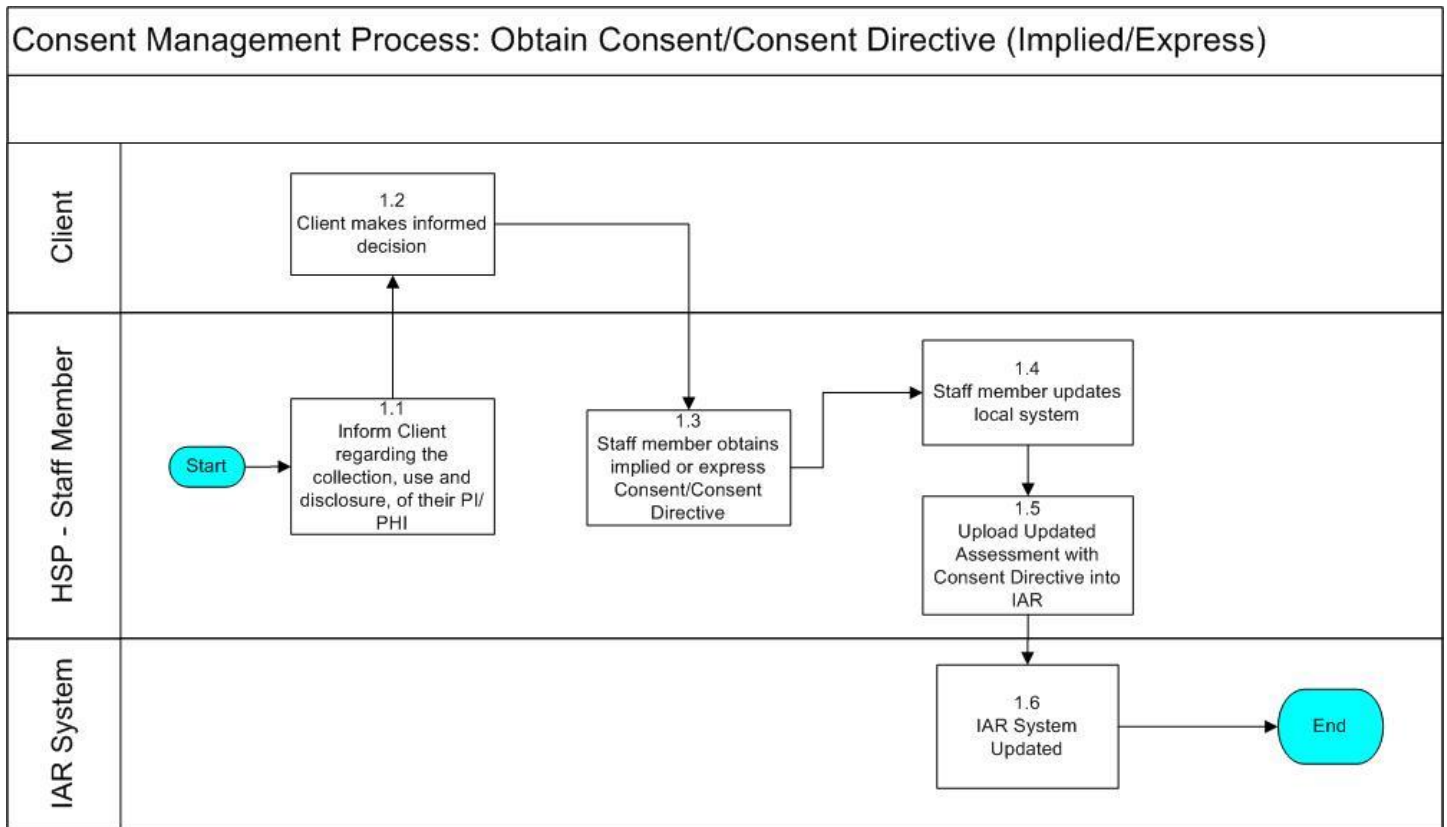 Consent Management Process: Obtain Consent/Consent Directive (Implied/Express)
Client
1.2
Client makes informed
decision
HSP - Staff Member
Start
1.1
Inform Client
regarding the
collection, use and
disclosure, of their PI/
PHI
1.3
Staff member obtains
implied or express
Consent/Consent
Directive
1.4
Staff member updates
local system
1.5
Upload Updated
Assessment with
Consent Directive into
IAR
IAR System
1.6
IAR System
Updated
End